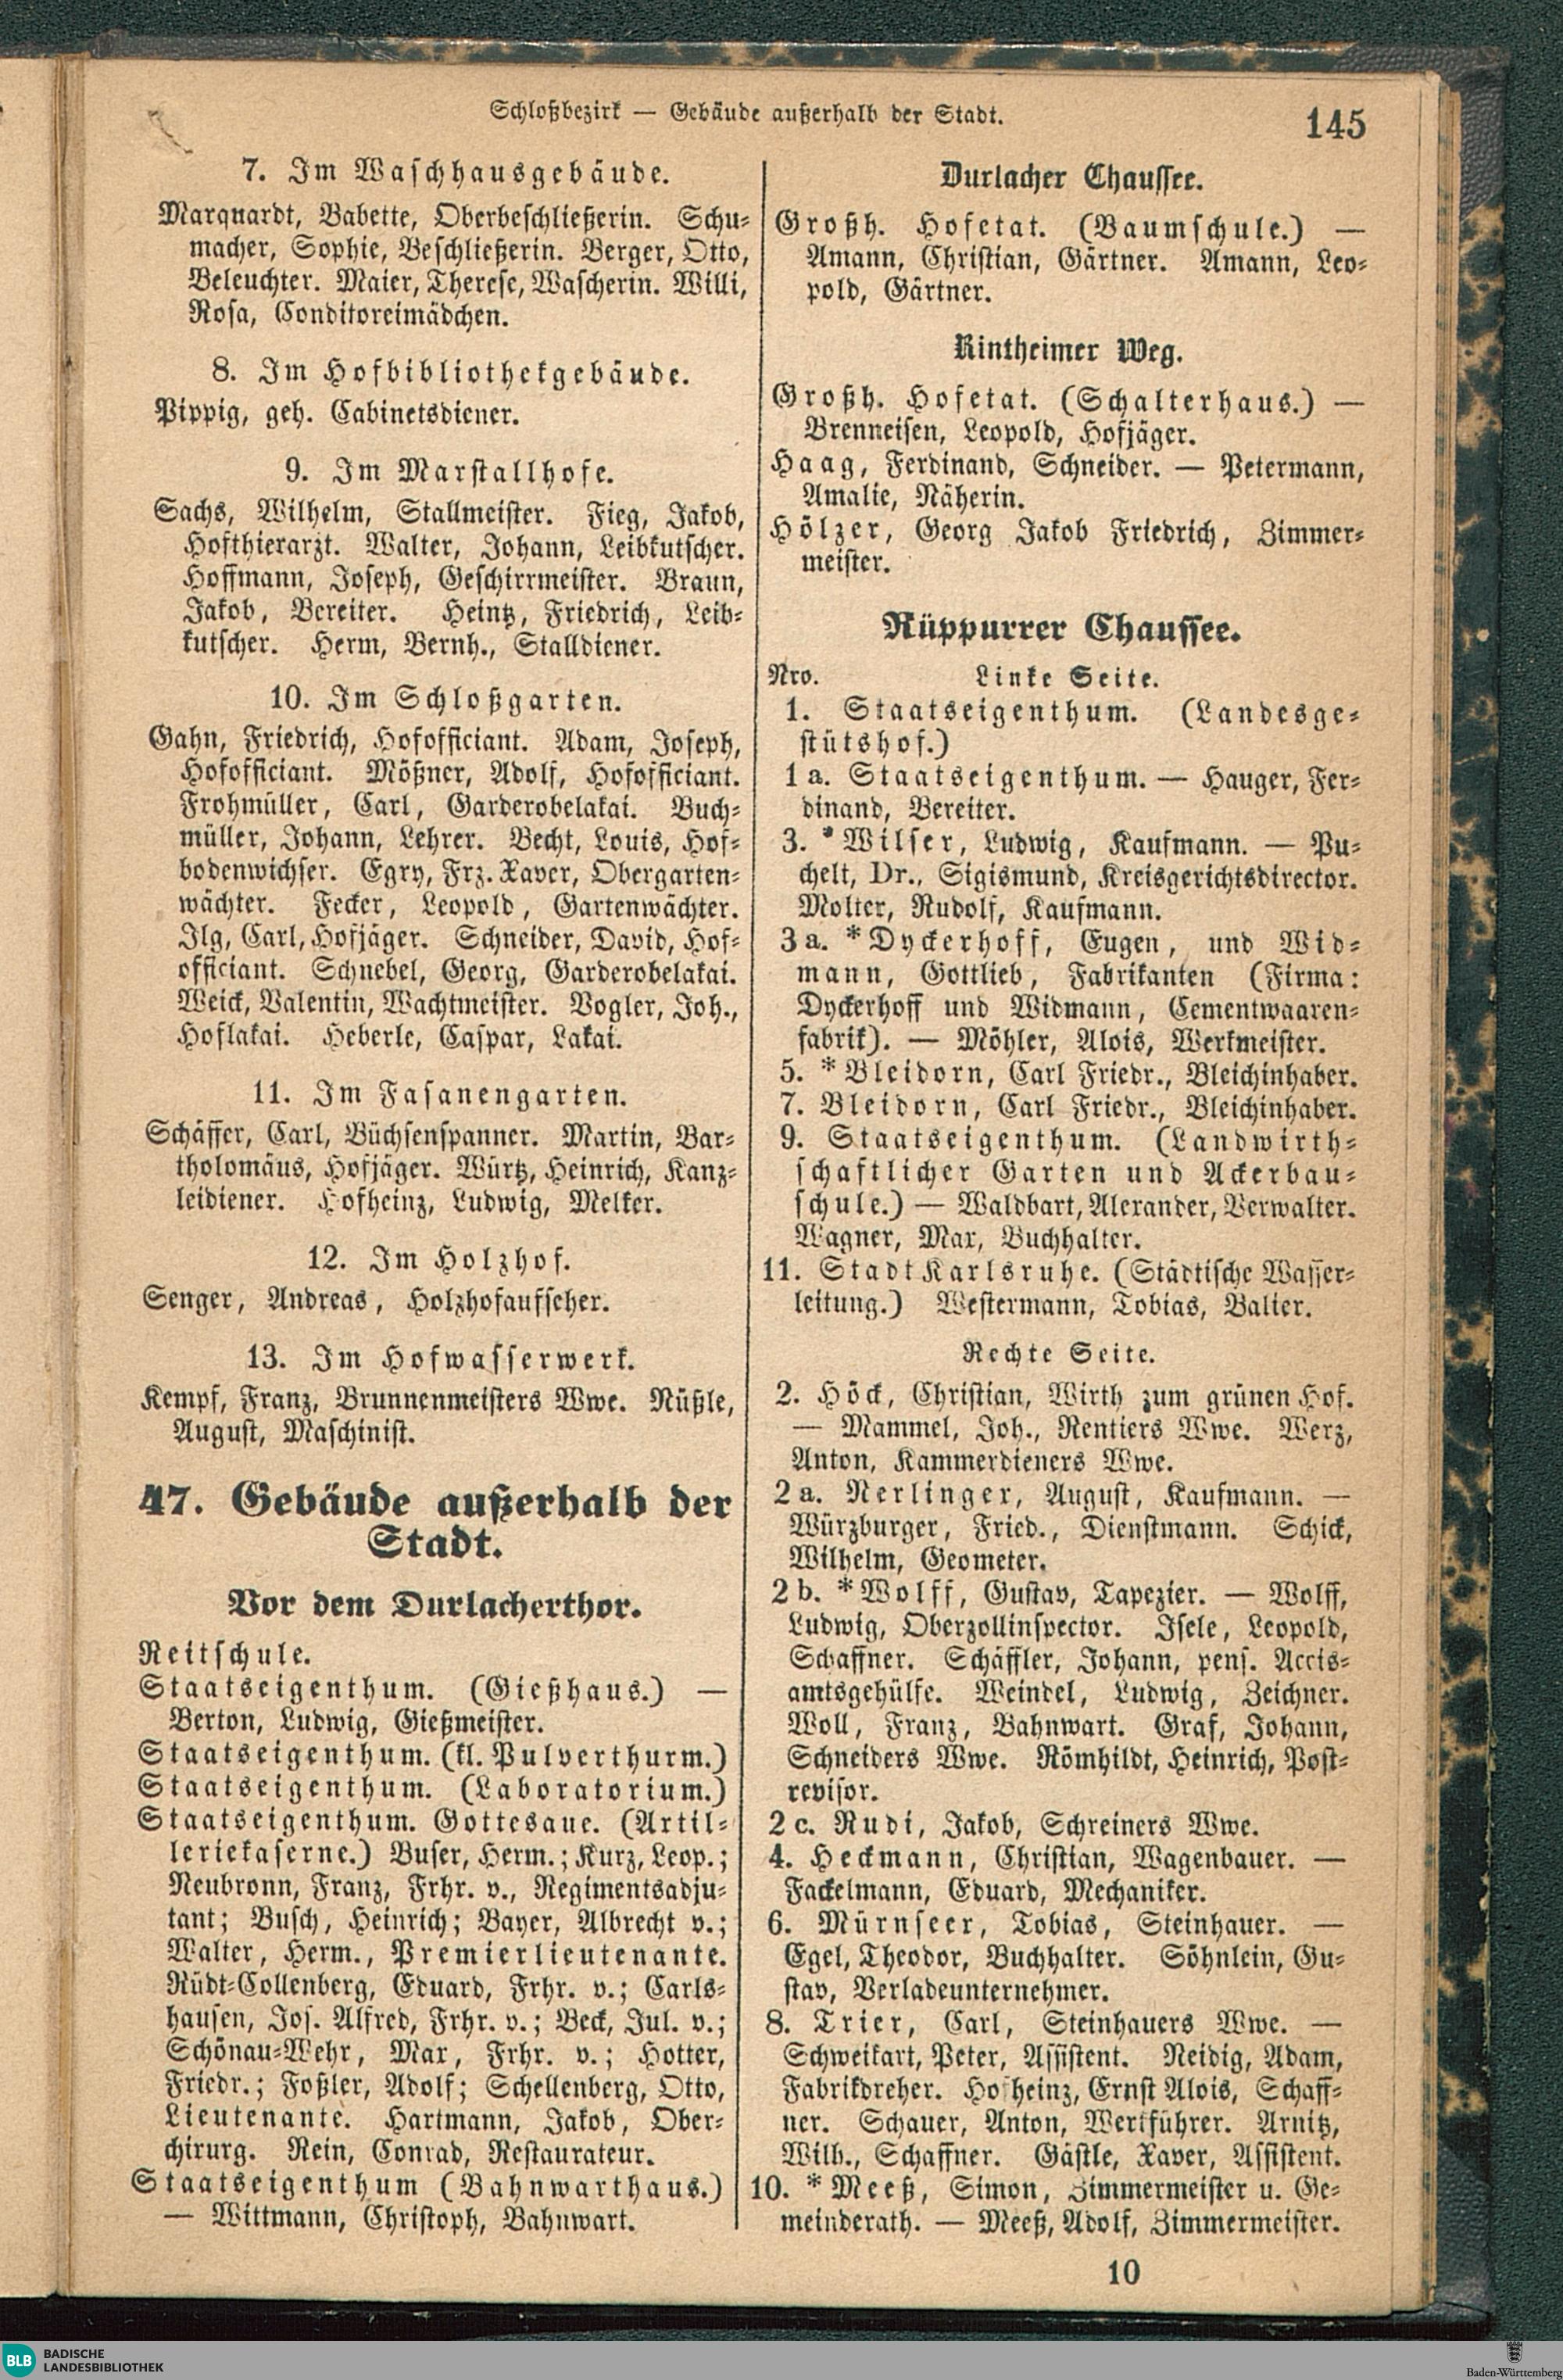 Schloßbezirk — Gebäude außerhalb der Stadt.
145
7. Im Waschhausgebäude.
Marquardt, Babette, Oberbeschließerin. Schu-
macher, Sophie, Beschließerin. Berger, Otto,
Beleuchter. Maier, Therese, Wascherin. Willi,
Rosa, Conditoreimädchen.
8. Im Hofbibliothekgebäude.
Pippig, geh. Cabinetsdiener.
9. Im Marstallhofe.
Sachs, Wilhelm, Stallmeister. Fieg, Jakob,
Hofthierarzt. Walter, Johann, Leibkutscher.
Hoffmann, Joseph, Geschirrmeister. Braun,
Jakob, Bereiter. Heintz, Friedrich, Leib-
kutscher. Herm, Bernh., Stalldiener.
10. Im Schloßgarten.
Gahn, Friedrich, Hofofficiant. Adam, Joseph,
Hofofficiant. Mößner, Adolf, Hofofficiant.
Frohmüller, Carl, Garderobelakai. Buch-
müller, Johann, Lehrer. Becht, Louis, Hof-
bodenwichser. Egry, Frz. Xaver, Obergarten-
wächter. Fecker, Leopold, Gartenwächter.
Ilg, Carl, Hofjäger. Schneider, David, Hof-
officiant. Schnebel, Georg, Garderobelakai.
Weick, Valentin, Wachtmeister. Vogler, Joh.,
Hoflakai. Heberle, Caspar, Lakai.
11. Im Fasanengarten.
Schäffer, Carl, Büchsenspanner. Martin, Bar-
tholomäus, Hofjäger. Würtz, Heinrich, Kanz-
leidiener. Hofheinz, Ludwig, Melker.
12. Im Holzhof.
Senger, Andreas, Holzhofaufseher.
13. Im Hofwasserwerk.
Kempf, Franz, Brunnenmeisters Wwe. Nüßle,
August, Maschinist.
47. Gebäude außerhalb der
Stadt.
Vor dem Durlacherthor.
Reitschule.
Staatseigenthum. (Gießhaus.) —
Berton, Ludwig, Gießmeister.
Staatseigenthum. (kl. Pulverthurm.)
Staatseigenthum. (Laboratorium.)
Staatseigenthum. Gottesaue. (Artil-
leriekaserne.) Buser, Herm.; Kurz, Leop.;
Neubronn, Franz, Frhr. v., Regimentsadju-
tant; Busch, Heinrich; Bayer, Albrecht v.;
Walter, Herm., Premierlieutenante.
Rüdt-Collenberg, Eduard, Frhr. v.; Carls-
hausen, Jos. Alfred, Frhr. v.; Beck, Jul. v.;
Schönau-Wehr, Max, Frhr. v.; Hotter,
Friedr.; Foßler, Adolf; Schellenberg, Otto,
Lieutenante. Hartmann, Jakob, Ober-
chirurg. Rein, Conrad, Restaurateur.
Staatseigenthum (Bahnwarthaus.)
— Wittmann, Christoph, Bahnwart.
Durlacher Chaussee.
Großh. Hofetat. (Baumschule.) —
Amann, Christian, Gärtner. Amann, Leo-
pold, Gärtner.
Rintheimer Weg.
Großh. Hofetat. (Schalterhaus.) —
Brenneisen, Leopold, Hofjäger.
Haag, Ferdinand, Schneider. — Petermann,
Amalie, Näherin.
Hölzer, Georg Jakob Friedrich, Zimmer-
meister.
Rüppurrer Chaussee.
Nro. Linke Seite.
1. Staatseigenthum. (Landesge-
stütshof.)
1a. Staatseigenthum. — Hauger, Fer-
dinand, Bereiter.
3. *Wilser, Ludwig, Kaufmann. — Pu-
chelt, Dr., Sigismund, Kreisgerichtsdirector.
Molter, Rudolf, Kaufmann.
3a. *Dyckerhoff, Eugen, und Wid-
mann, Gottlieb, Fabrikanten (Firma:
Dyckerhoff und Widmann, Cementwaaren-
fabrik). — Möhler, Alois, Werkmeister.
5. *Bleidorn, Carl Friedr., Bleichinhaber.
7. Bleidorn, Carl Friedr., Bleichinhaber.
9. Staatseigenthum. (Landwirth-
schaftlicher Garten und Ackerbau-
schule.) — Waldbart, Alexander, Verwalter.
Wagner, Max, Buchhalter.
11. Stadt Karlsruhe. (Städtische Wasser-
leitung.) Westermann, Tobias, Balier.
Rechte Seite.
2. Höck, Christian, Wirth zum grünen Hof.
— Mammel, Joh., Rentiers Wwe. Werz,
Anton, Kammerdieners Wwe.
2a. Nerlinger, August, Kaufmann. —
Würzburger, Fried., Dienstmann. Schick,
Wilhelm, Geometer.
2b. *Wolff, Gustav, Tapezier. — Wolff,
Ludwig, Oberzollinspector. Isele, Leopold,
Schaffner. Schäffler, Johann, pens. Accis-
amtsgehülfe. Weindel, Ludwig, Zeichner.
Woll, Franz, Bahnwart. Graf, Johann,
Schneiders Wwe. Römhildt, Heinrich, Post-
revisor.
2c. Rudi, Jakob, Schreiners Wwe.
4. Heckmann, Christian, Wagenbauer. —
Fackelmann, Eduard, Mechaniker.
6. Mürnseer, Tobias, Steinhauer. —
Egel, Theodor, Buchhalter. Söhnlein, Gu-
stav, Verladeunternehmer.
8. Trier, Carl, Steinhauers Wwe. —
Schweikart, Peter, Assistent. Neidig, Adam,
Fabrikdreher. Hofheinz, Ernst Alois, Schaff-
ner. Schauer, Anton, Werkführer. Arnitz,
Wilh., Schaffner. Gästle, Xaver, Assistent.
10. *Meeß, Simon, Zimmermeister u. Ge-
meinderath. — Meeß, Adolf, Zimmermeister.
10
BLB BADISCHE
LANDESBIBLIOTHEK
Baden-Württemberg